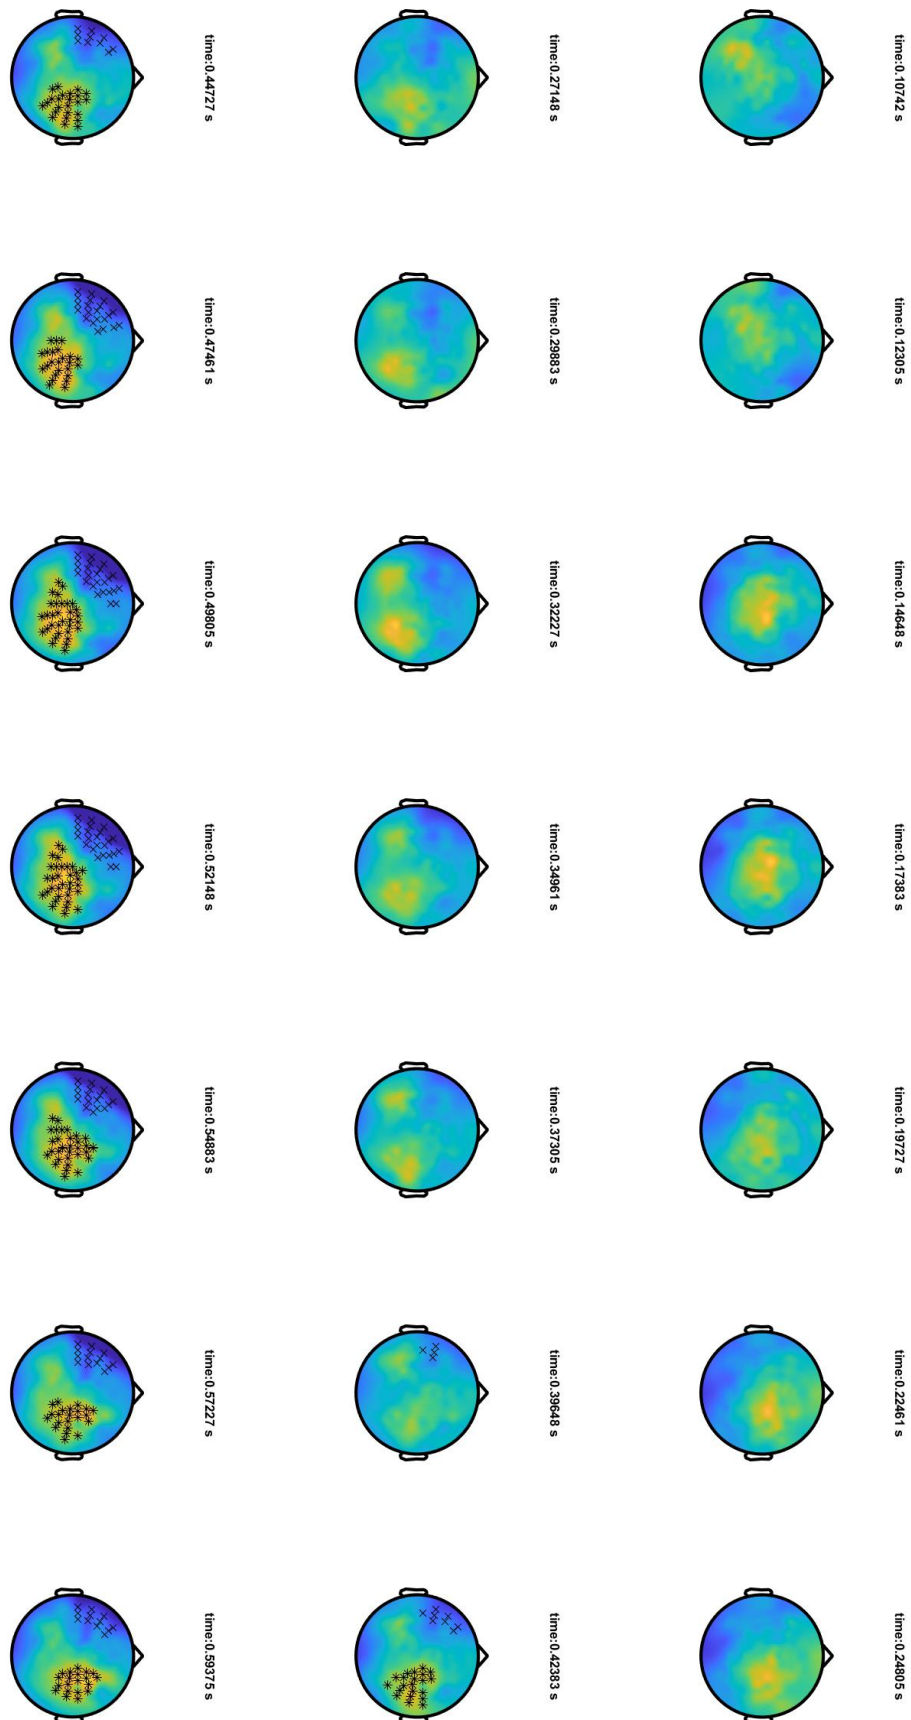 time:0.10742 s
time:0.12305 s
time:0.14648 s
time:0.17383 s
time:0.19727 s
time:0.22461 s
time:0.24805 s
time:0.27148 s
time:0.29883 s
time:0.32227 s
time:0.34961 s
time:0.37305 s
time:0.39648 s
time:0.42383 s
time:0.44727 s
time:0.47461 s
time:0.49805 s
time:0.52148 s
time:0.54883 s
time:0.57227 s
time:0.59375 s